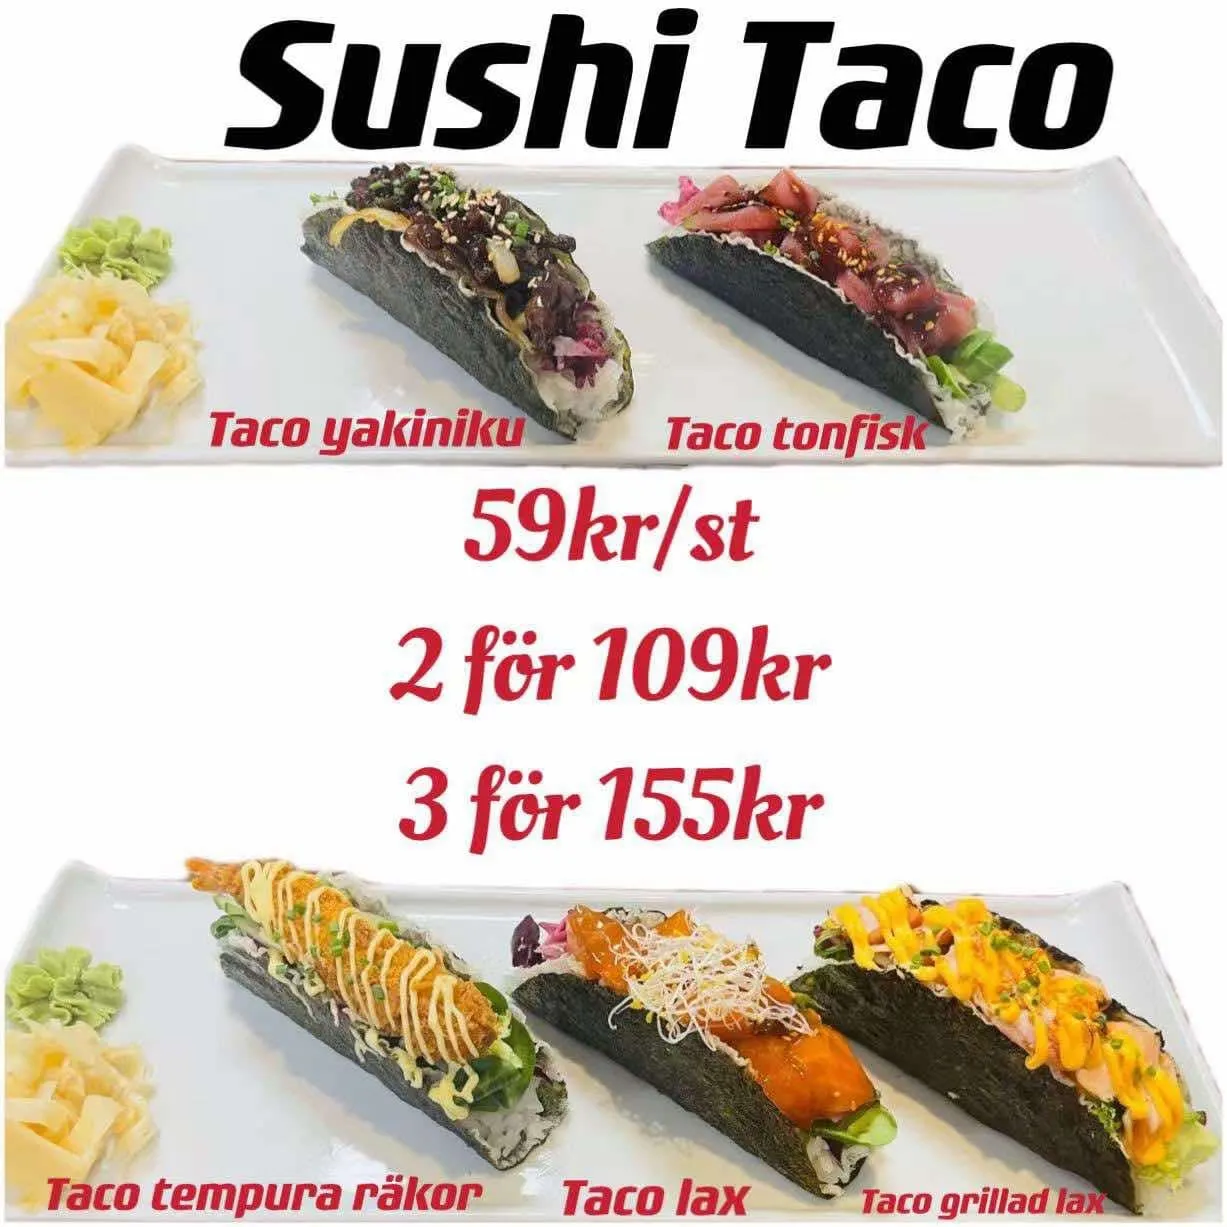 Sushi Taco
Taco yakiniku
Taco tonfisk
59kr/st
2 för 109kr
3 för 155kr
Taco tempura räkor
Taco lax
Taco grillad lax